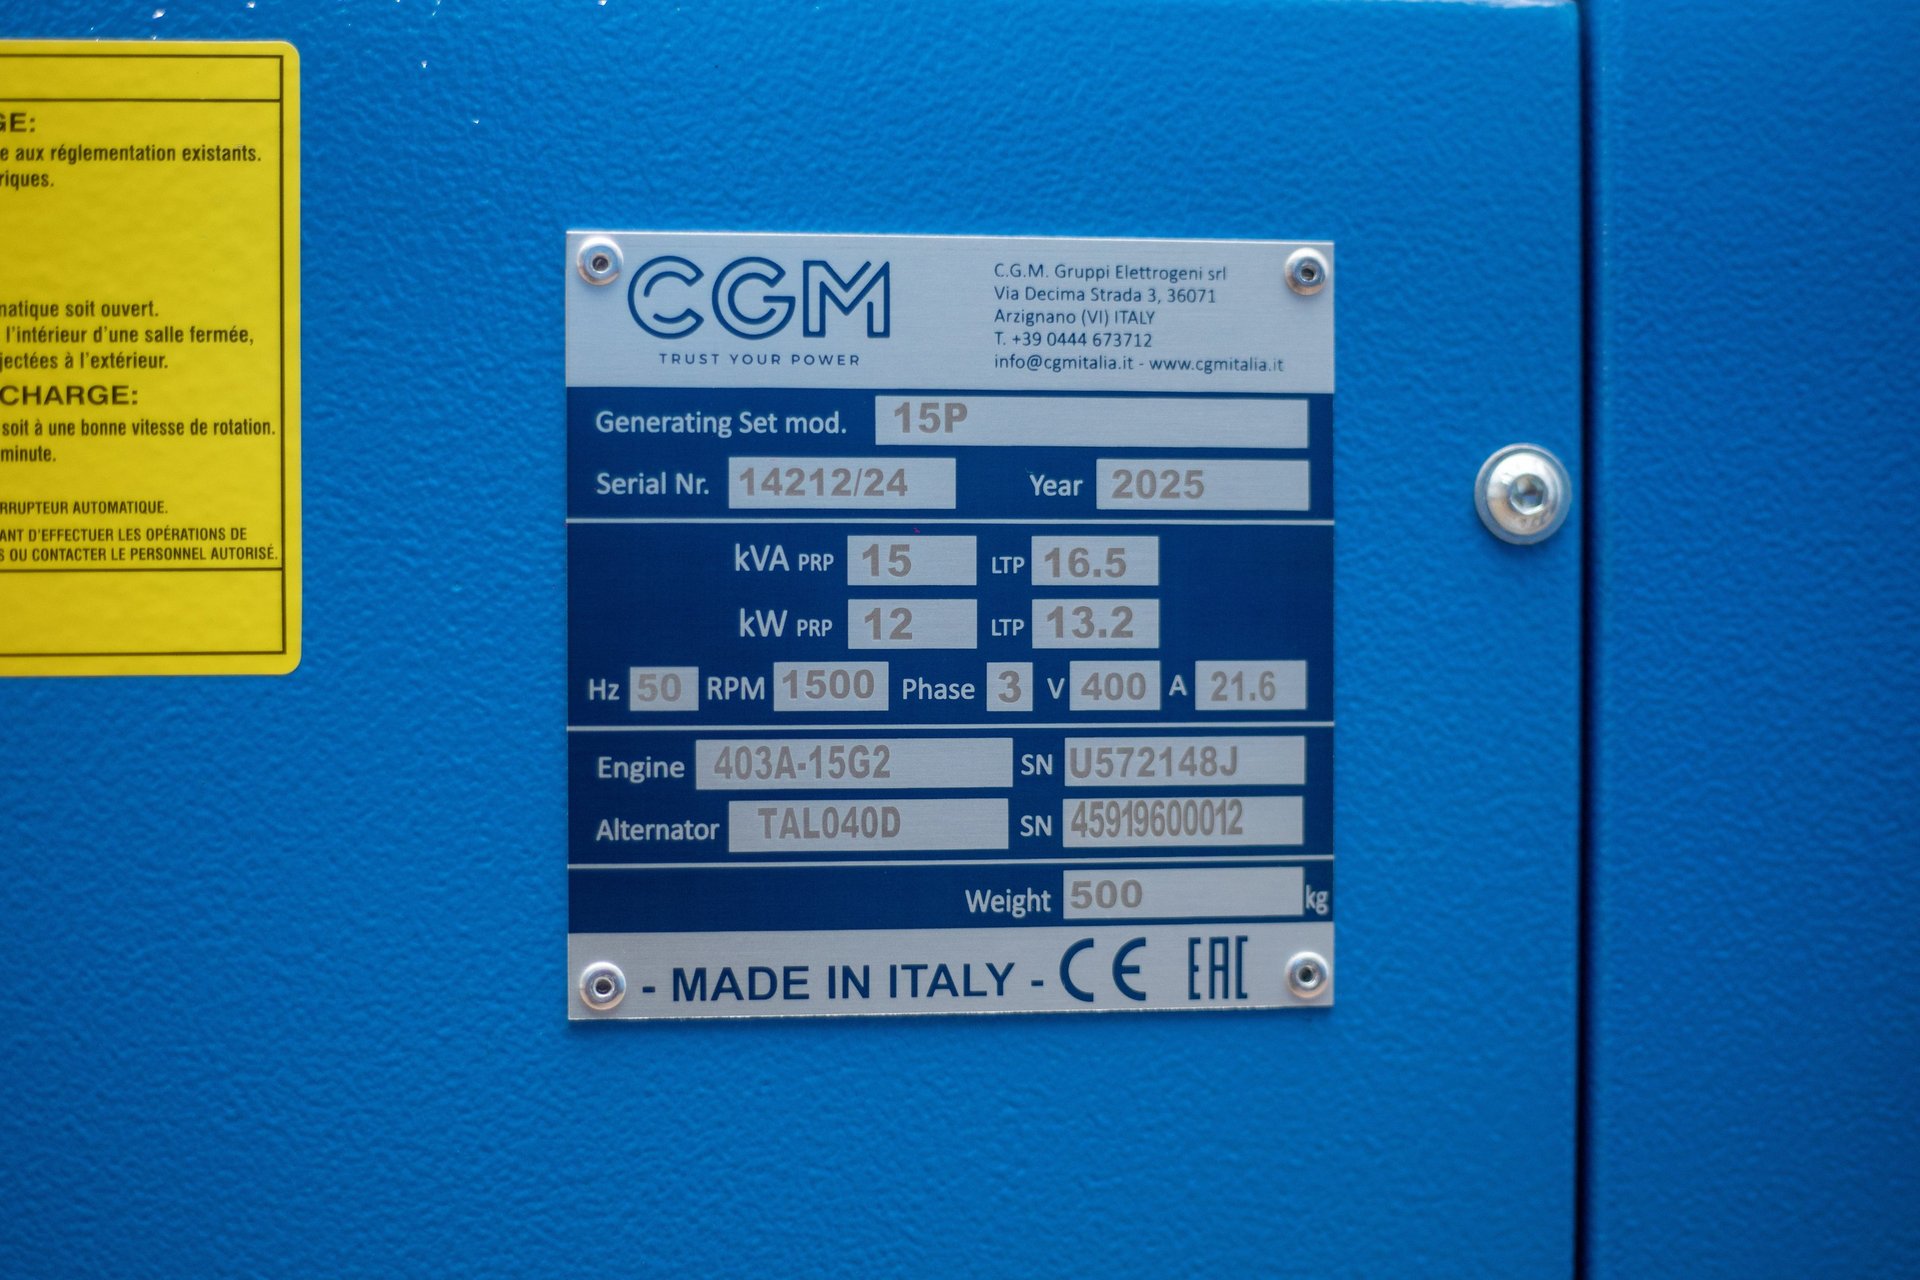 GE:
e aux réglementation existants.
riques.
natique soit ouvert.
l'intérieur d'une salle fermée,
jectées à l'extérieur.
CHARGE:
soit à une bonne vitesse de rotation.
minute.
RRUPTEUR AUTOMATIQUE.
ANT D'EFFECTUER LES OPÉRATIONS DE
S OU CONTACTER LE PERSONNEL AUTORISÉ.
CGM
TRUST YOUR POWER
C.G.M. Gruppi Elettrogeni srl
Via Decima Strada 3, 36071
Arzignano (VI) ITALY
T. +39 0444 673712
info@cgmitalia.it - www.cgmitalia.it
Generating Set mod. 15P
Serial Nr. 14212/24 Year 2025
kVA PRP 15 LTP 16.5
kW PRP 12 LTP 13.2
Hz 50 RPM 1500 Phase 3 V 400 A 21.6
Engine 403A-15G2 SN U572148J
Alternator TAL040D SN 45919600012
Weight 500 kg
- MADE IN ITALY - CE EAC